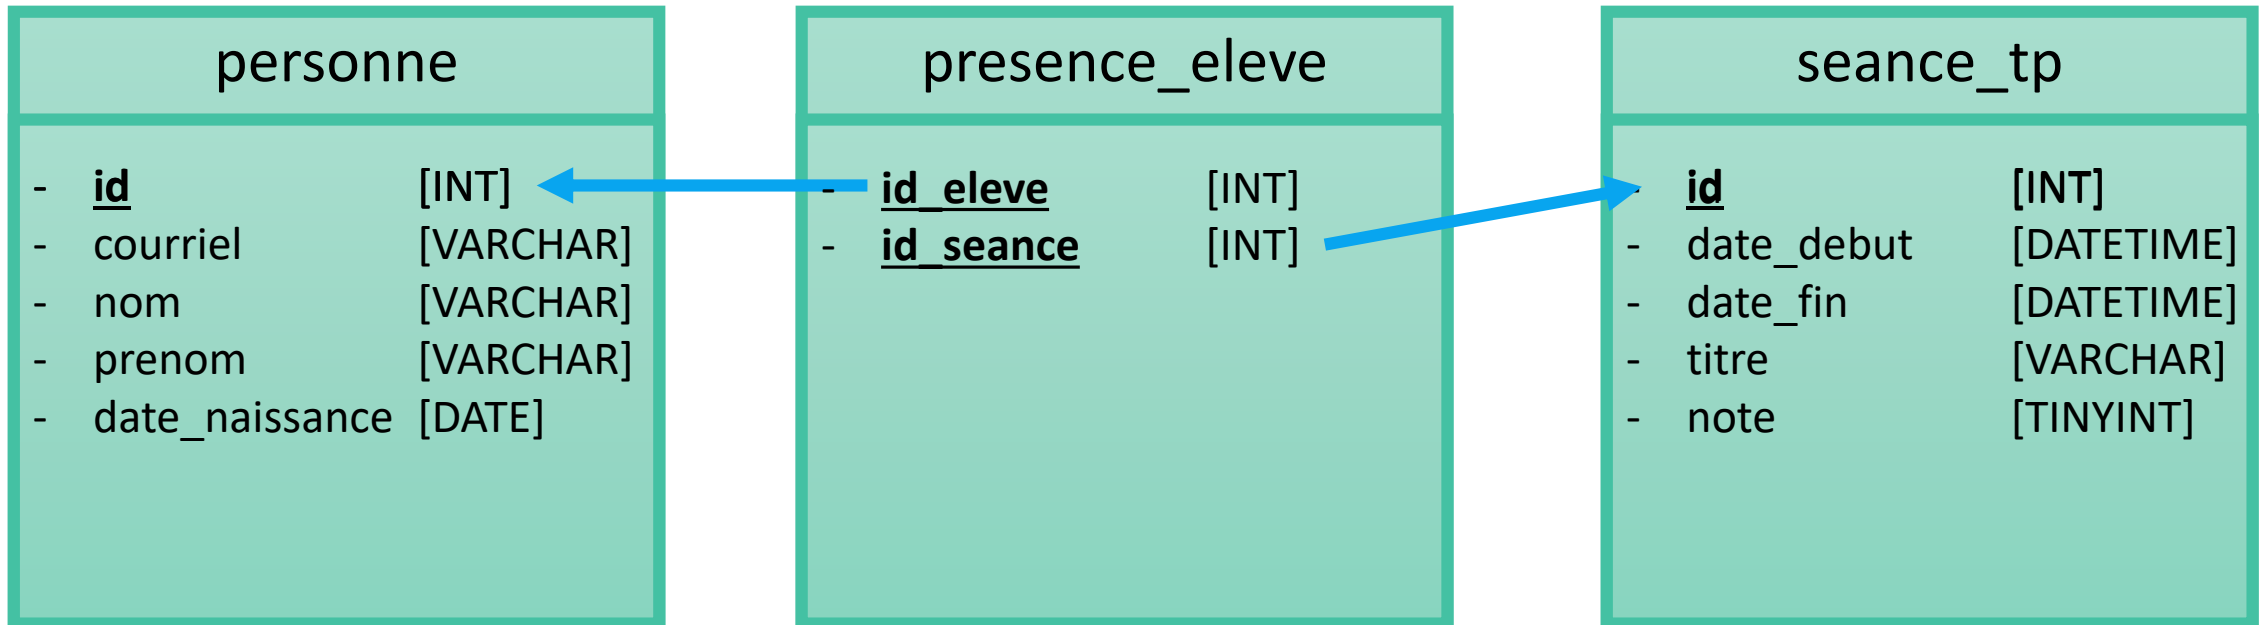 personne
- id [INT]
- courriel [VARCHAR]
- nom [VARCHAR]
- prenom [VARCHAR]
- date_naissance [DATE]
presence_eleve
- id_eleve [INT]
- id_seance [INT]
seance_tp
- id [INT]
- date_debut [DATETIME]
- date_fin [DATETIME]
- titre [VARCHAR]
- note [TINYINT]